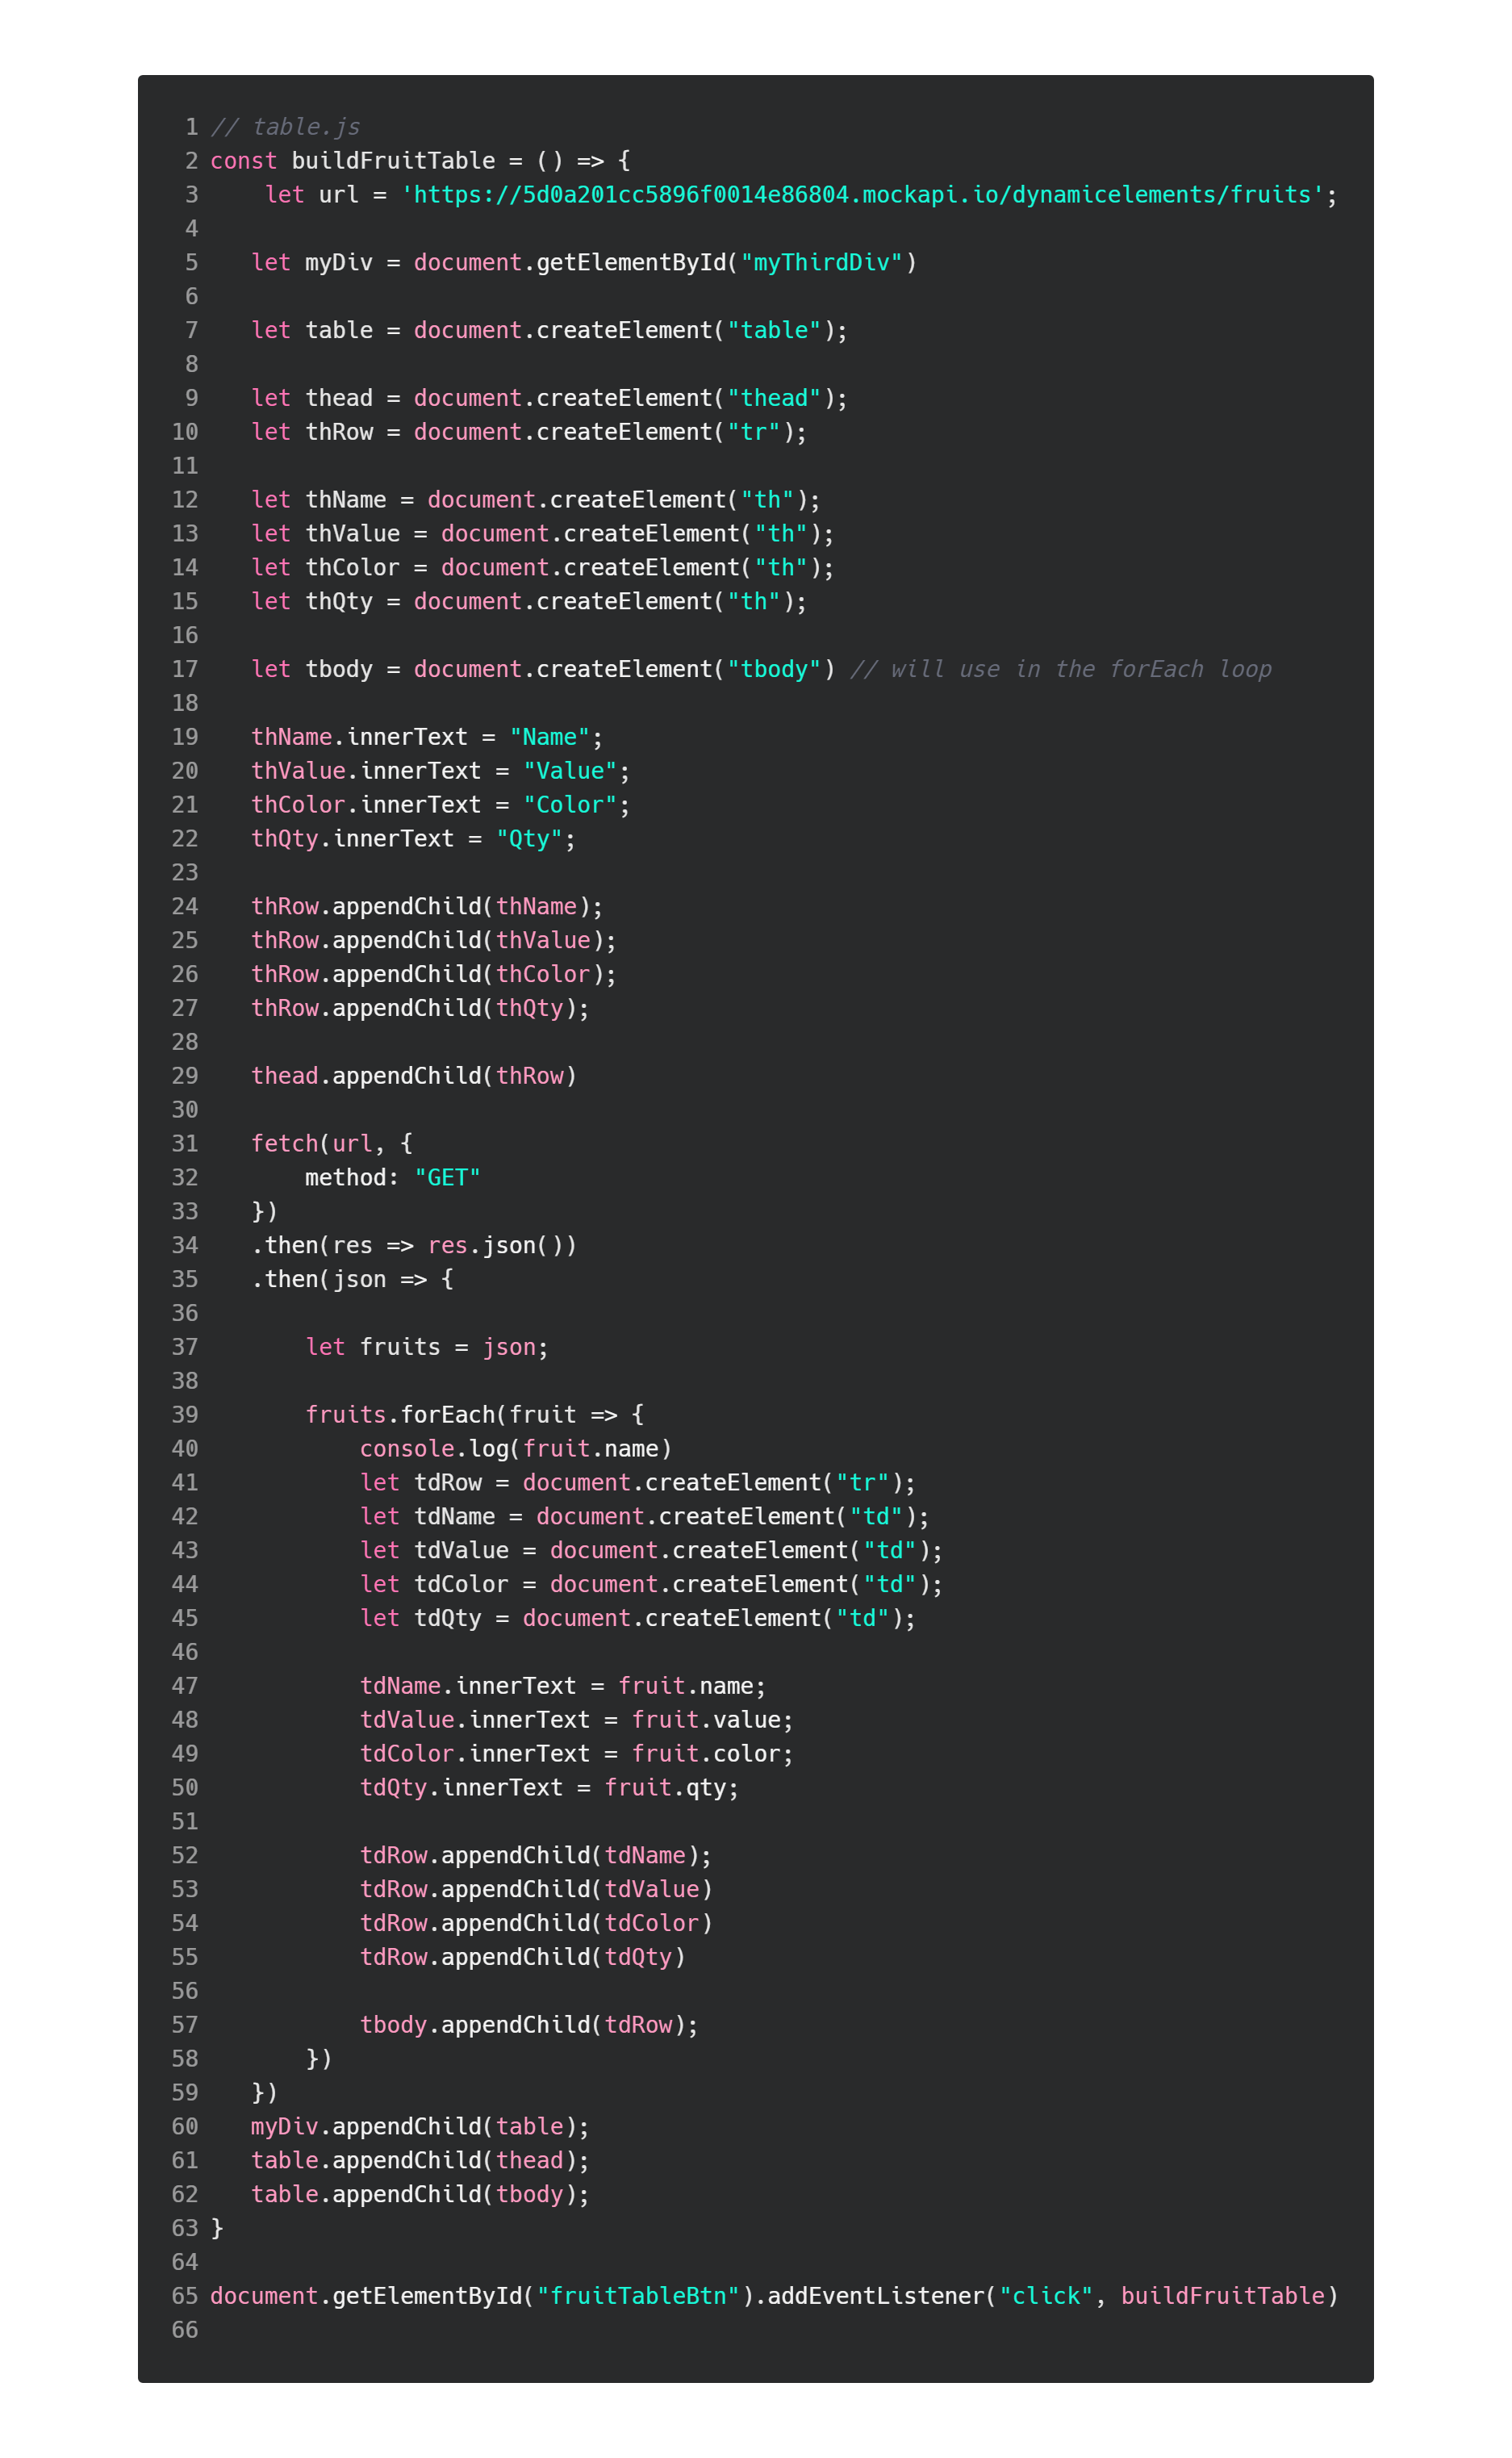 1 // table.js
2 const buildFruitTable = () => {
3     let url = 'https://5d0a201cc5896f0014e86804.mockapi.io/dynamicelements/fruits';
4
5    let myDiv = document.getElementById("myThirdDiv")
6
7    let table = document.createElement("table");
8
9    let thead = document.createElement("thead");
10    let thRow = document.createElement("tr");
11
12    let thName = document.createElement("th");
13    let thValue = document.createElement("th");
14    let thColor = document.createElement("th");
15    let thQty = document.createElement("th");
16
17    let tbody = document.createElement("tbody") // will use in the forEach loop
18
19    thName.innerText = "Name";
20    thValue.innerText = "Value";
21    thColor.innerText = "Color";
22    thQty.innerText = "Qty";
23
24    thRow.appendChild(thName);
25    thRow.appendChild(thValue);
26    thRow.appendChild(thColor);
27    thRow.appendChild(thQty);
28
29    thead.appendChild(thRow)
30
31    fetch(url, {
32        method: "GET"
33    })
34    .then(res => res.json())
35    .then(json => {
36
37        let fruits = json;
38
39        fruits.forEach(fruit => {
40            console.log(fruit.name)
41            let tdRow = document.createElement("tr");
42            let tdName = document.createElement("td");
43            let tdValue = document.createElement("td");
44            let tdColor = document.createElement("td");
45            let tdQty = document.createElement("td");
46
47            tdName.innerText = fruit.name;
48            tdValue.innerText = fruit.value;
49            tdColor.innerText = fruit.color;
50            tdQty.innerText = fruit.qty;
51
52            tdRow.appendChild(tdName);
53            tdRow.appendChild(tdValue)
54            tdRow.appendChild(tdColor)
55            tdRow.appendChild(tdQty)
56
57            tbody.appendChild(tdRow);
58        })
59    })
60    myDiv.appendChild(table);
61    table.appendChild(thead);
62    table.appendChild(tbody);
63 }
64
65 document.getElementById("fruitTableBtn").addEventListener("click", buildFruitTable)
66